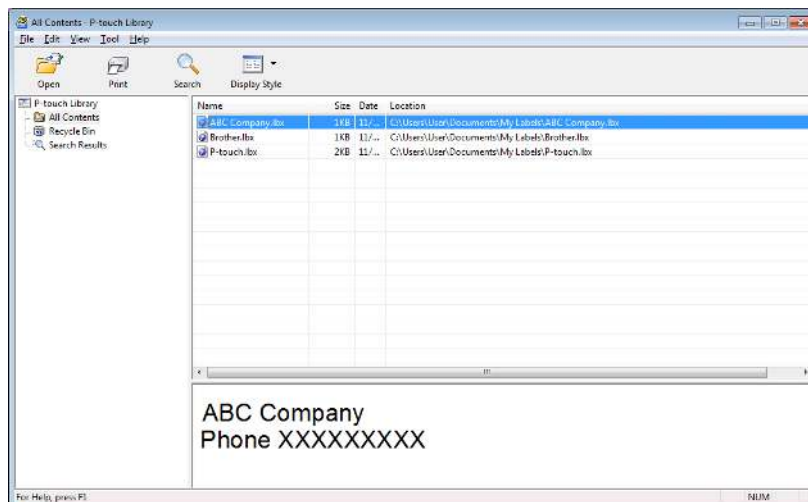 All Contents - P-touch Library
File Edit View Tool Help
Open Print Search Display Style
P-touch Library
All Contents
Recycle Bin
Search Results
Name Size Date Location
ABC Company.lbx 1KB 11/... C:\Users\User\Documents\My Labels\ABC Company.lbx
Brother.lbx 1KB 11/... C:\Users\User\Documents\My Labels\Brother.lbx
P-touch.lbx 2KB 11/... C:\Users\User\Documents\My Labels\P-touch.lbx
ABC Company
Phone XXXXXXXXX
For Help, press F1 NUM